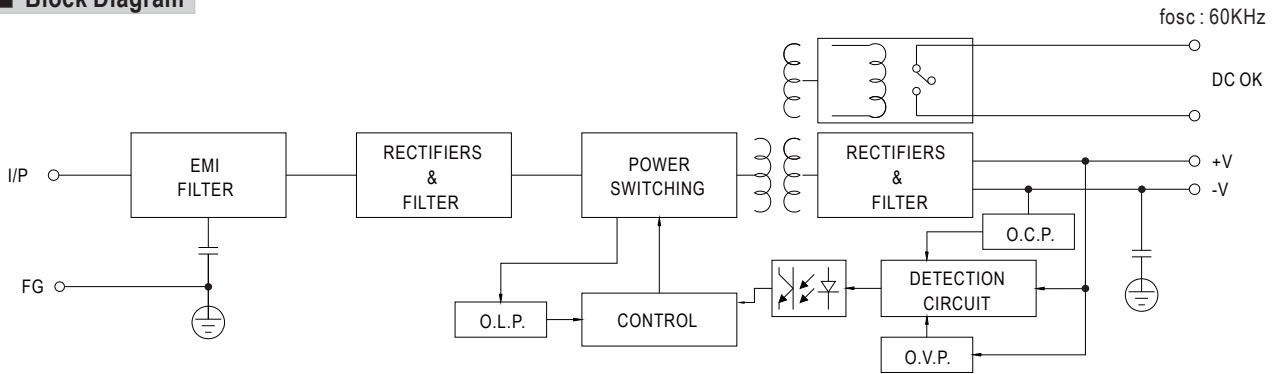 Block Diagram
fosc : 60KHz
DC OK
I/P
EMI
FILTER
RECTIFIERS
&
FILTER
POWER
SWITCHING
RECTIFIERS
&
FILTER
+V
-V
O.C.P.
FG
O.L.P.
CONTROL
DETECTION
CIRCUIT
O.V.P.